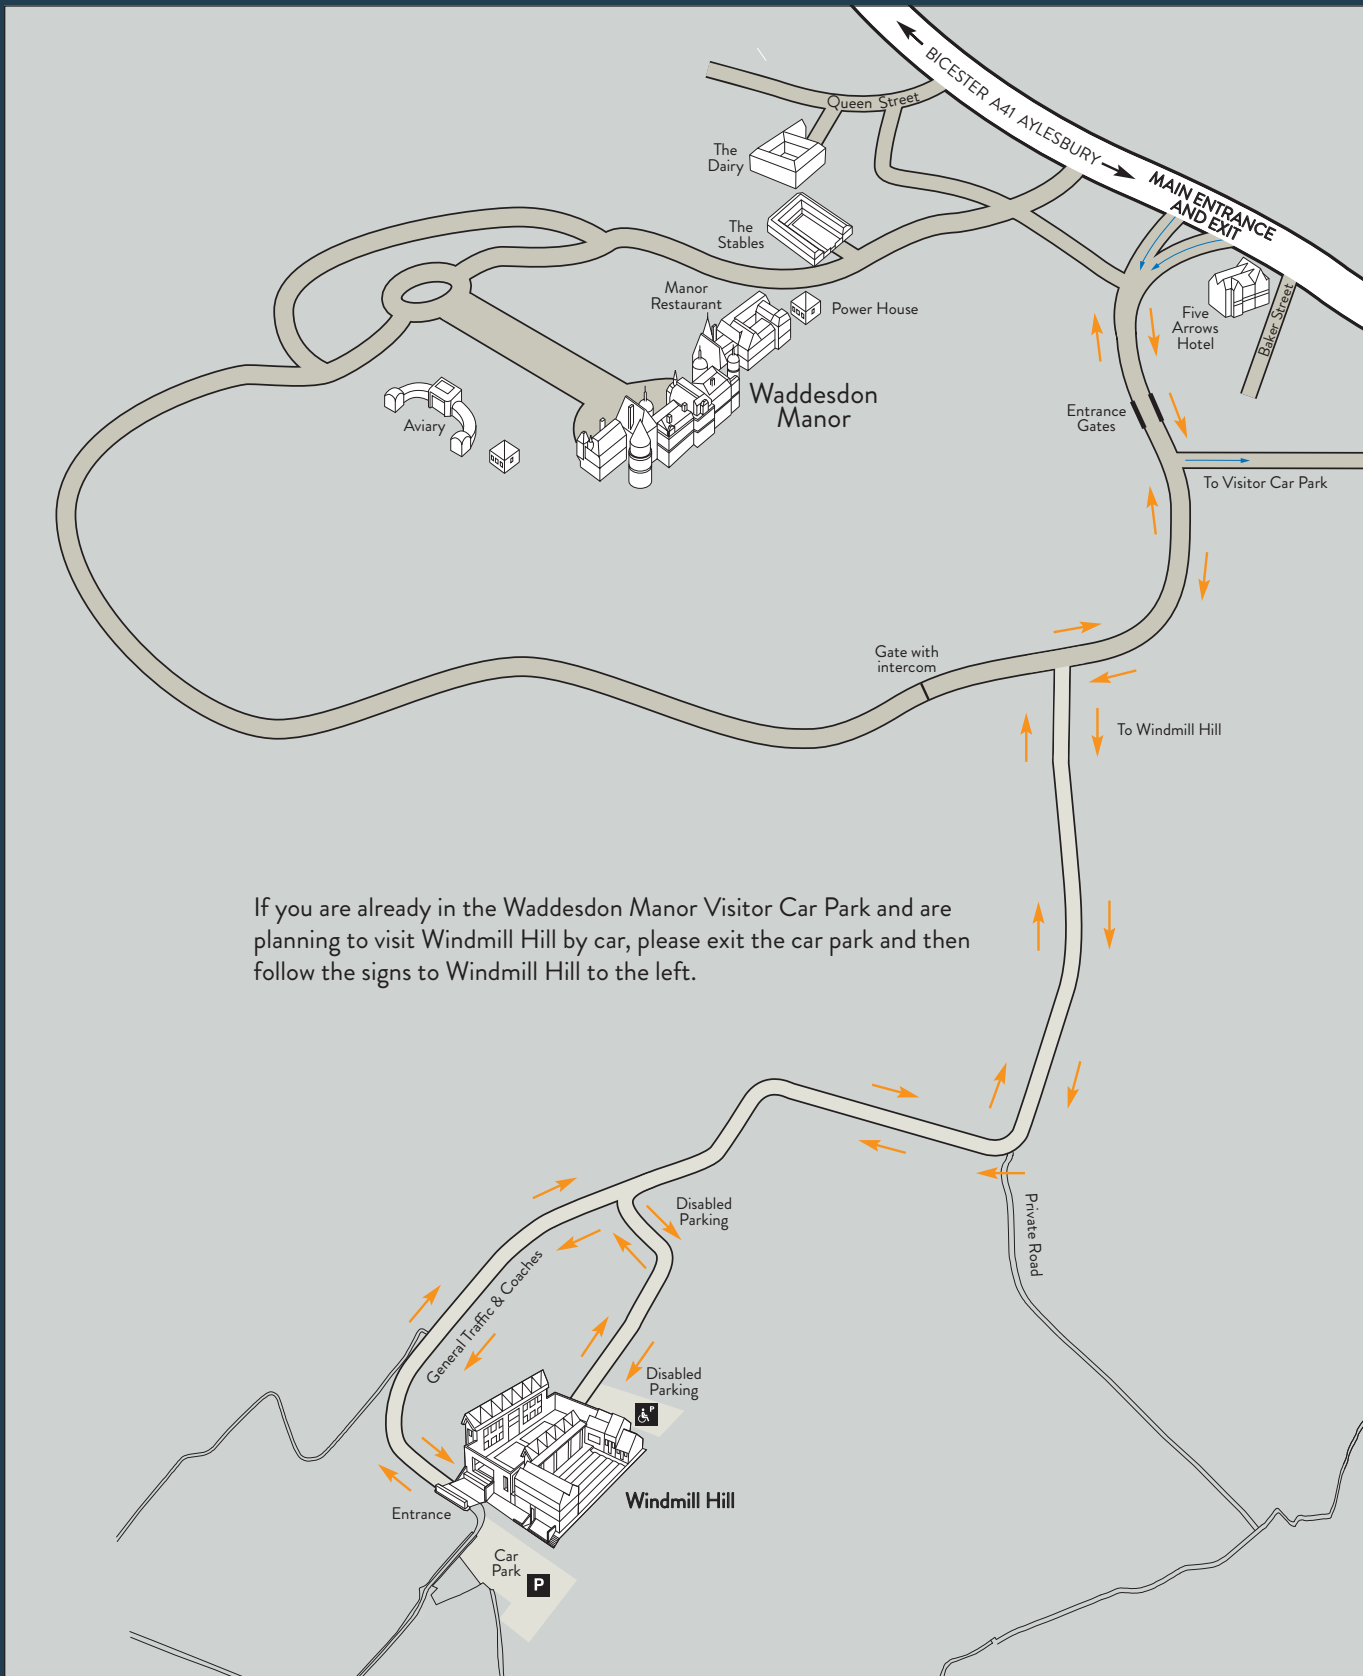 BICESTER A41 AYLESBURY
MAIN ENTRANCE
AND EXIT
Queen Street
The
Dairy
The
Stables
Manor
Restaurant
Power House
Five
Arrows
Hotel
Baker Street
Waddesdon
Manor
Aviary
Entrance
Gates
To Visitor Car Park
Gate with
intercom
To Windmill Hill
If you are already in the Waddesdon Manor Visitor Car Park and are
planning to visit Windmill Hill by car, please exit the car park and then
follow the signs to Windmill Hill to the left.
Disabled
Parking
Private Road
General Traffic & Coaches
Disabled
Parking
P
Windmill Hill
Entrance
Car
Park
P